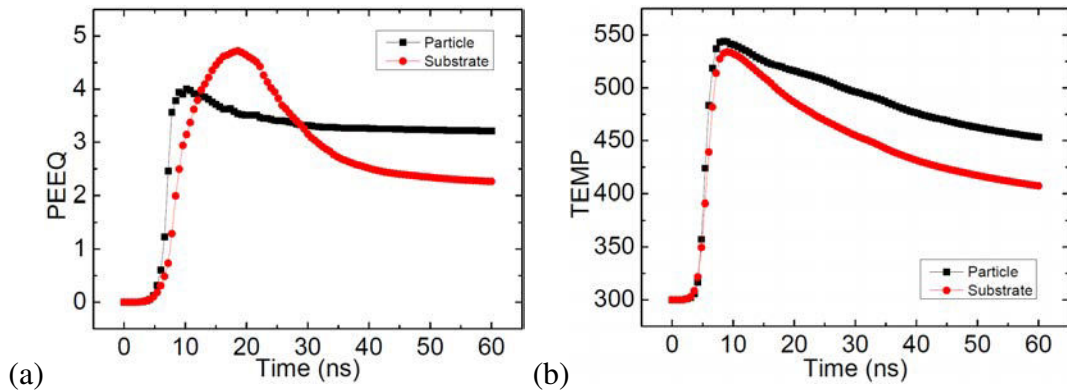 5
4
3
2
1
0
PEEQ
Particle
Substrate
0 10 20 30 40 50 60
Time (ns)
(a)
550
500
450
400
350
300
TEMP
Particle
Substrate
0 10 20 30 40 50 60
Time (ns)
(b)